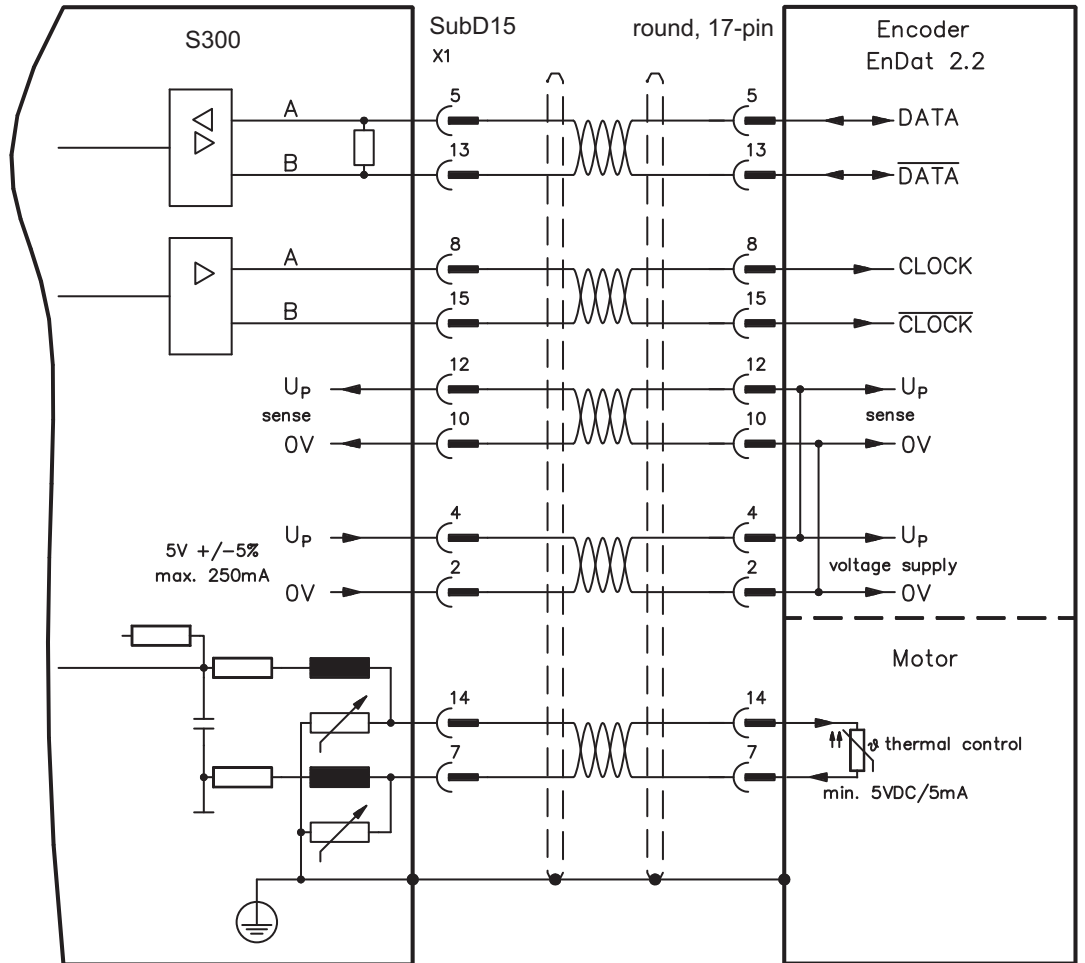 S300
SubD15
X1
round, 17-pin
Encoder
EnDat 2.2
A
5
5
DATA
B
13
13
DATA
A
8
8
CLOCK
B
15
15
CLOCK
UP
12
12
UP
sense
sense
0V
10
10
0V
5V +/-5%
max. 250mA
UP
4
4
UP
voltage supply
0V
2
2
0V
Motor
14
14
ϑ thermal control
7
7
min. 5VDC/5mA